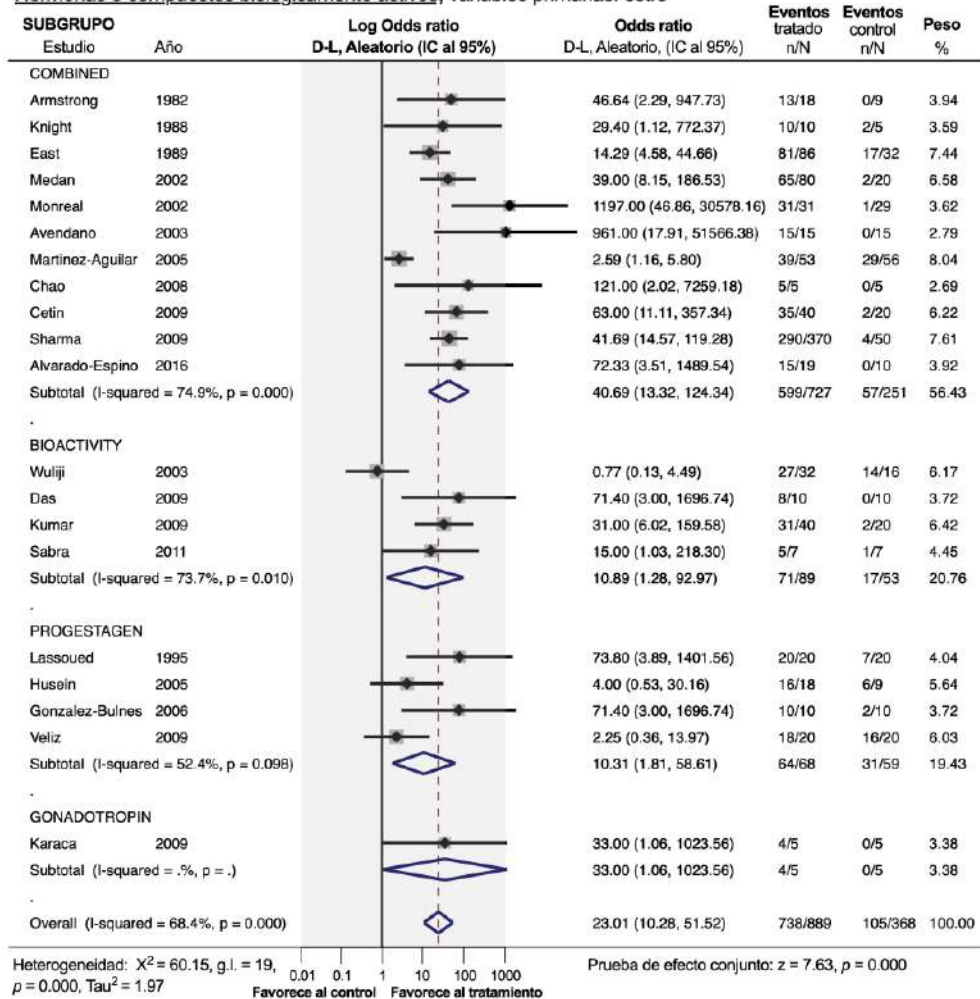 Hormonas o compuestos biológicamente activos, variables primarias: estro
SUBGRUPO Log Odds ratio Odds ratio Eventos tratado Eventos control Peso
Estudio Año D-L, Aleatorio (IC al 95%) D-L, Aleatorio, (IC al 95%) n/N n/N %
COMBINED
Armstrong 1982 46.64 (2.29, 947.73) 13/18 0/9 3.94
Knight 1988 29.40 (1.12, 772.37) 10/10 2/5 3.59
East 1989 14.29 (4.58, 44.66) 81/86 17/32 7.44
Medan 2002 39.00 (8.15, 186.53) 65/80 2/20 6.58
Monreal 2002 1197.00 (46.86, 30578.16) 31/31 1/29 3.62
Avendano 2003 961.00 (17.91, 51566.38) 15/15 0/15 2.79
Martinez-Aguilar 2005 2.59 (1.16, 5.80) 39/53 29/56 8.04
Chao 2008 121.00 (2.02, 7259.18) 5/5 0/5 2.69
Cetin 2009 63.00 (11.11, 357.34) 35/40 2/20 6.22
Sharma 2009 41.69 (14.57, 119.28) 290/370 4/50 7.61
Alvarado-Espino 2016 72.33 (3.51, 1489.54) 15/19 0/10 3.92
Subtotal (I-squared = 74.9%, p = 0.000) 40.69 (13.32, 124.34) 599/727 57/251 56.43
.
BIOACTIVITY
Wuliji 2003 0.77 (0.13, 4.49) 27/32 14/16 6.17
Das 2009 71.40 (3.00, 1696.74) 8/10 0/10 3.72
Kumar 2009 31.00 (6.02, 159.58) 31/40 2/20 6.42
Sabra 2011 15.00 (1.03, 218.30) 5/7 1/7 4.45
Subtotal (I-squared = 73.7%, p = 0.010) 10.89 (1.28, 92.97) 71/89 17/53 20.76
.
PROGESTAGEN
Lassoued 1995 73.80 (3.89, 1401.56) 20/20 7/20 4.04
Husein 2005 4.00 (0.53, 30.16) 16/18 6/9 5.64
Gonzalez-Bulnes 2006 71.40 (3.00, 1696.74) 10/10 2/10 3.72
Veliz 2009 2.25 (0.36, 13.97) 18/20 16/20 6.03
Subtotal (I-squared = 52.4%, p = 0.098) 10.31 (1.81, 58.61) 64/68 31/59 19.43
.
GONADOTROPIN
Karaca 2009 33.00 (1.06, 1023.56) 4/5 0/5 3.38
Subtotal (I-squared = .%, p = .) 33.00 (1.06, 1023.56) 4/5 0/5 3.38
.
Overall (I-squared = 68.4%, p = 0.000) 23.01 (10.28, 51.52) 738/889 105/368 100.00
Heterogeneidad: X² = 60.15, g.l. = 19,
p = 0.000, Tau² = 1.97
0.01 0.1 1 10 100 1000
Favorece al control Favorece al tratamiento
Prueba de efecto conjunto: z = 7.63, p = 0.000